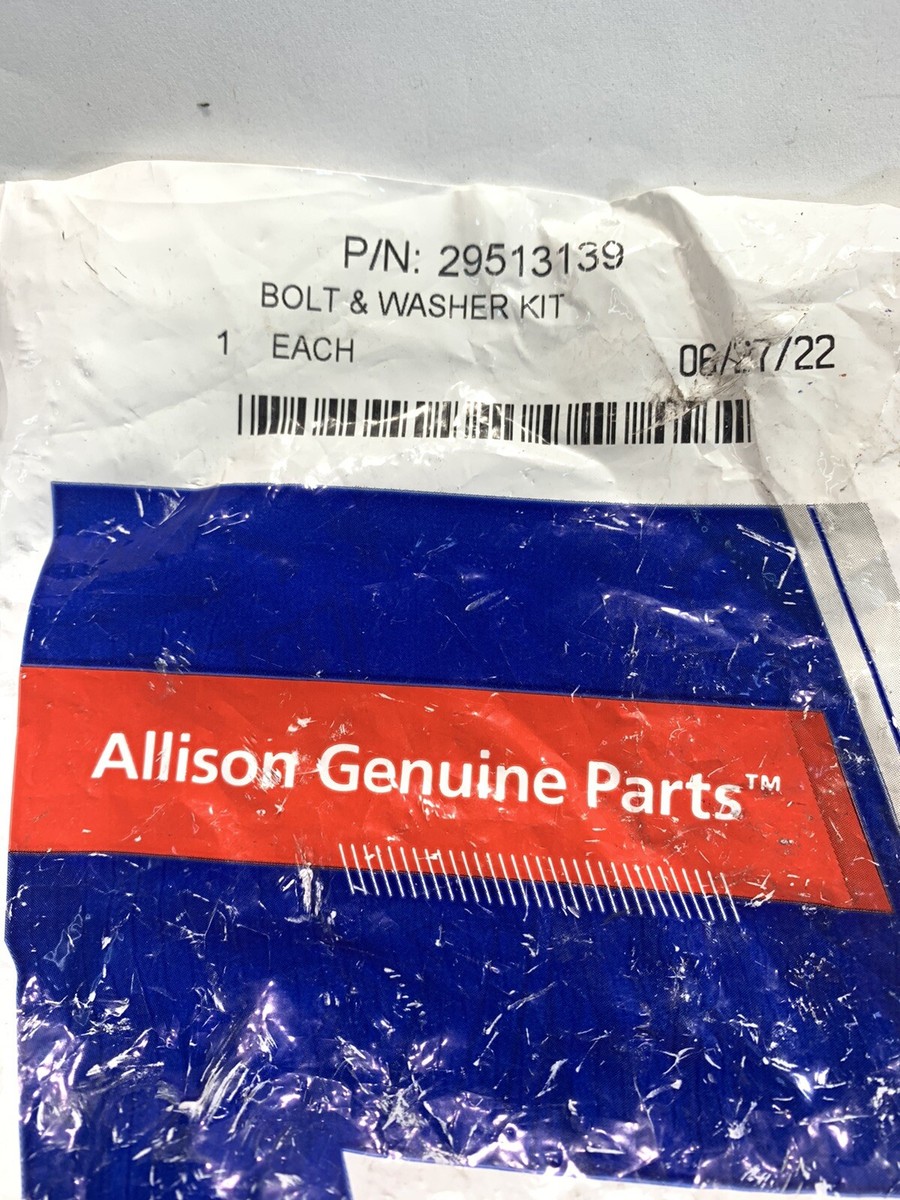 P/N: 29513139
BOLT & WASHER KIT
1 EACH
Allison Genuine Parts™